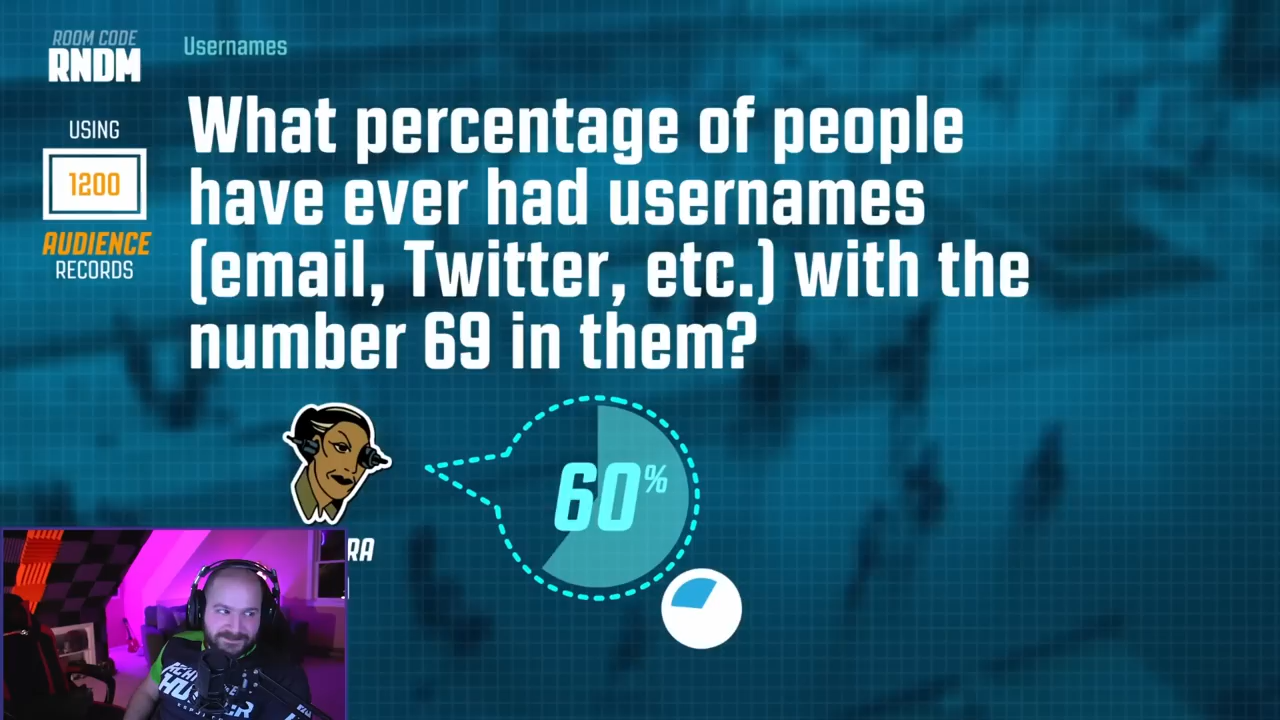 ROOM CODE
RNDM
Usernames
USING
1200
AUDIENCE
RECORDS
What percentage of people
have ever had usernames
(email, Twitter, etc.) with the
number 69 in them?
60%